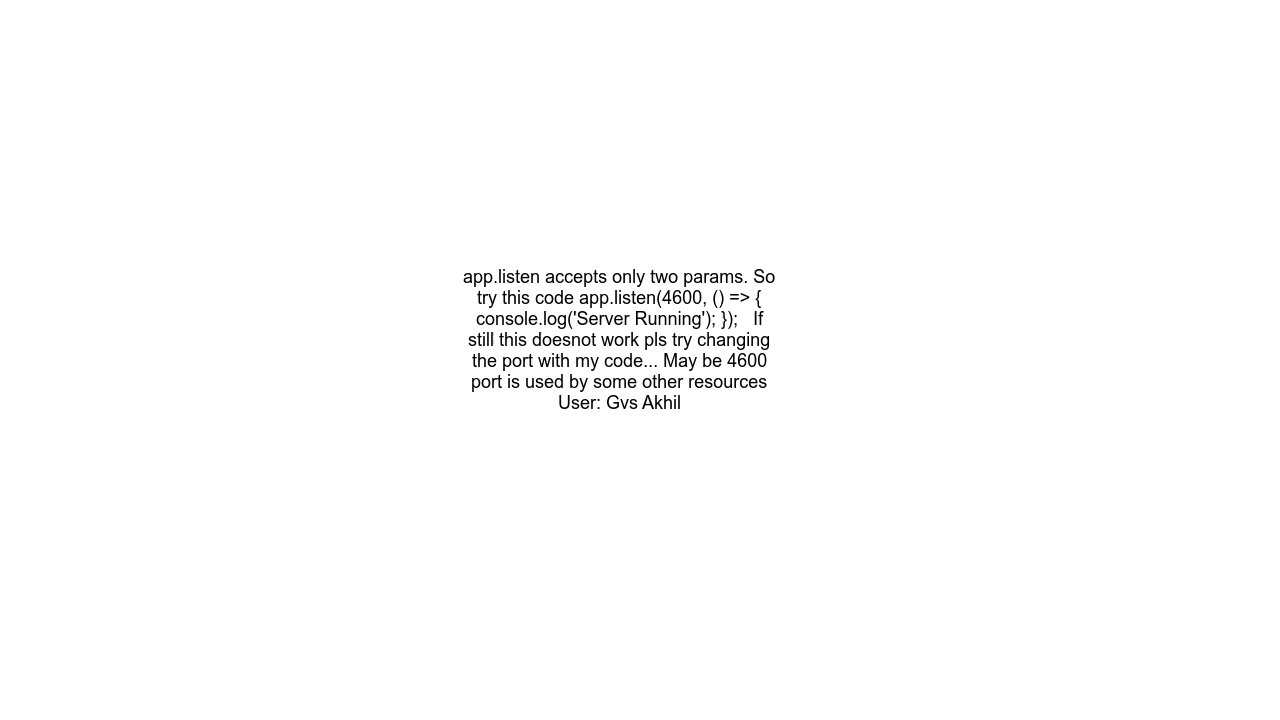 app.listen accepts only two params. So
try this code app.listen(4600, () => {
console.log('Server Running'); });   If
still this doesnot work pls try changing
the port with my code... May be 4600
port is used by some other resources
User: Gvs Akhil